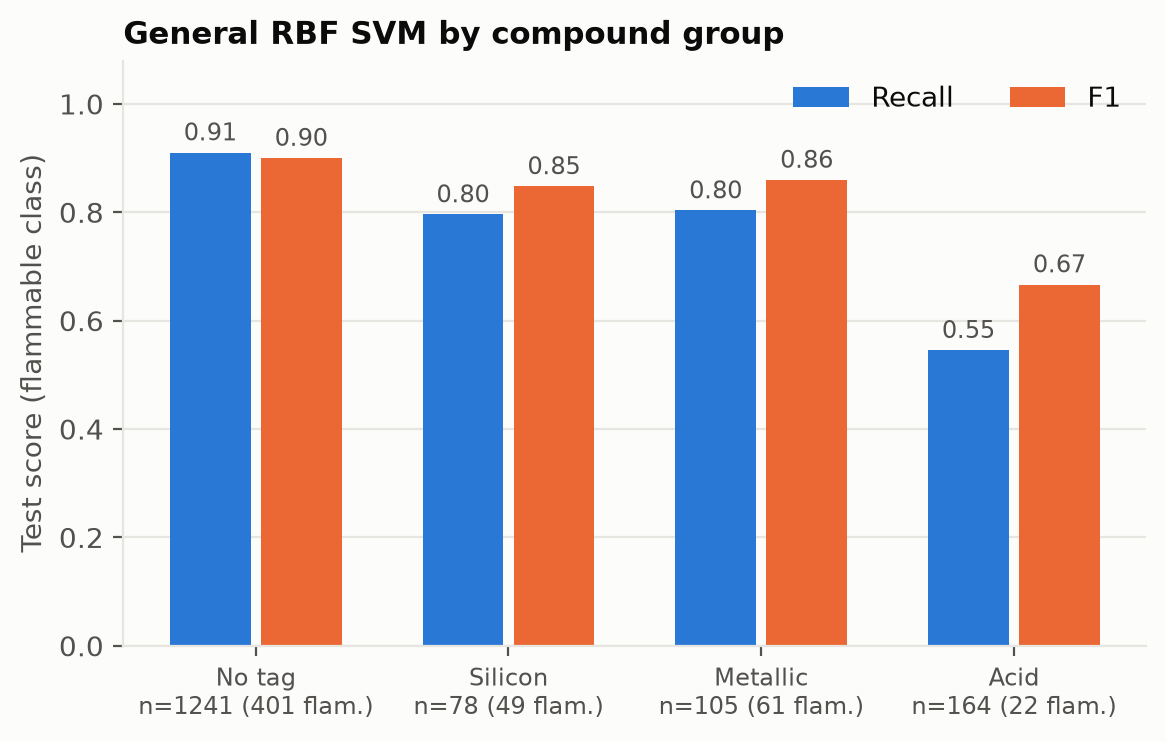 General RBF SVM by compound group
Recall F1
Test score (flammable class)
1.0
0.8
0.6
0.4
0.2
0.0
0.91 0.90 0.80 0.85 0.80 0.86 0.55 0.67
No tag Silicon Metallic Acid
n=1241 (401 flam.) n=78 (49 flam.) n=105 (61 flam.) n=164 (22 flam.)